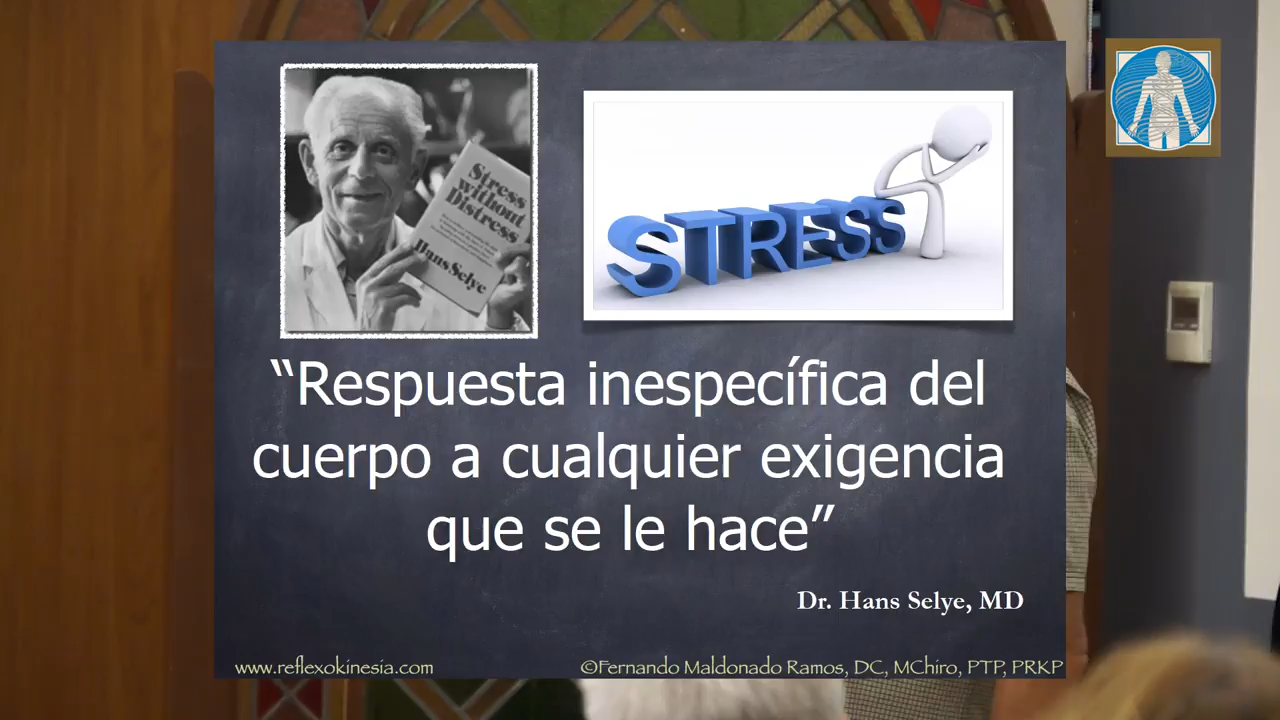 Stress
without
Distress
Hans Selye
STRESS
“Respuesta inespecífica del
cuerpo a cualquier exigencia
que se le hace”
Dr. Hans Selye, MD
www.reflexokinesia.com
©Fernando Maldonado Ramos, DC, MChiro, PTP, PRKP